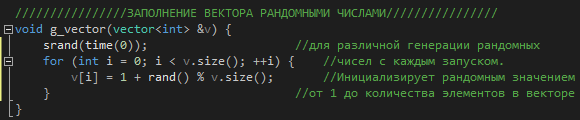 ////////////////ЗАПОЛНЕНИЕ ВЕКТОРА РАНДОМНЫМИ ЧИСЛАМИ////////////////
void g_vector(vector<int> &v) {
srand(time(0)); //для различной генерации рандомных
for (int i = 0; i < v.size(); ++i) { //чисел с каждым запуском.
v[i] = 1 + rand() % v.size(); //Инициализирует рандомным значением
} //от 1 до количества элементов в векторе
}